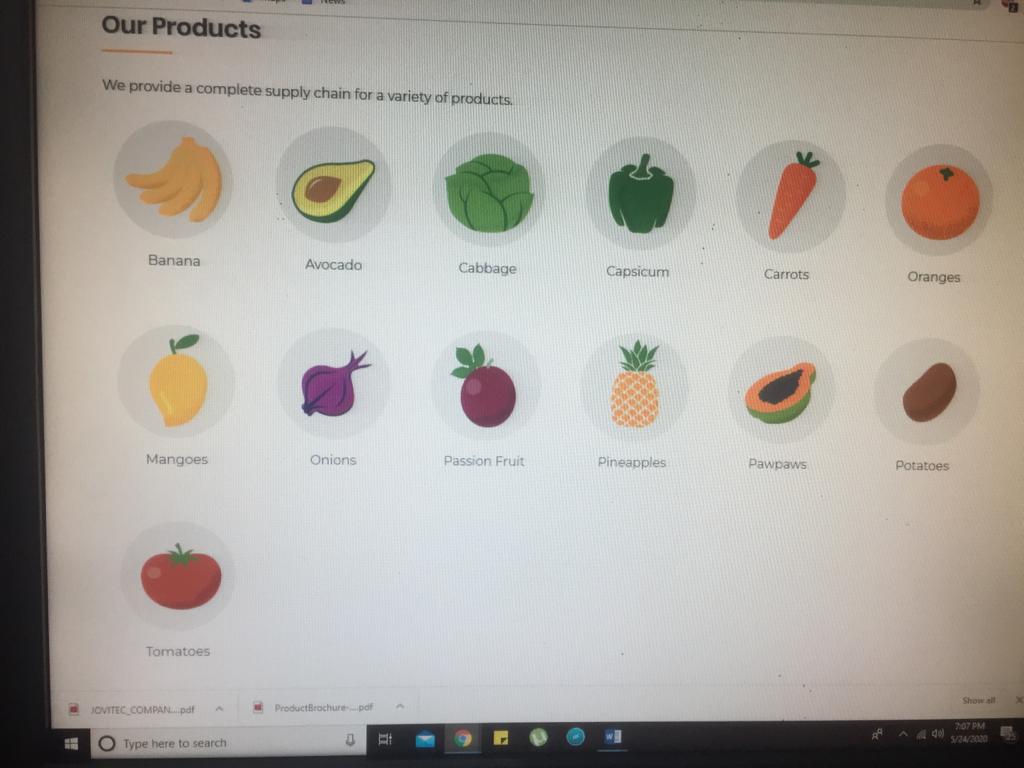 News
Our Products
We provide a complete supply chain for a variety of products.
Banana Avocado Cabbage Capsicum Carrots Oranges
Mangoes Onions Passion Fruit Pineapples Pawpaws Potatoes
Tomatoes
JOVITEC_COMPAN....pdf ProductBrochure-....pdf Show all
Type here to search 7:07 PM
5/24/2020